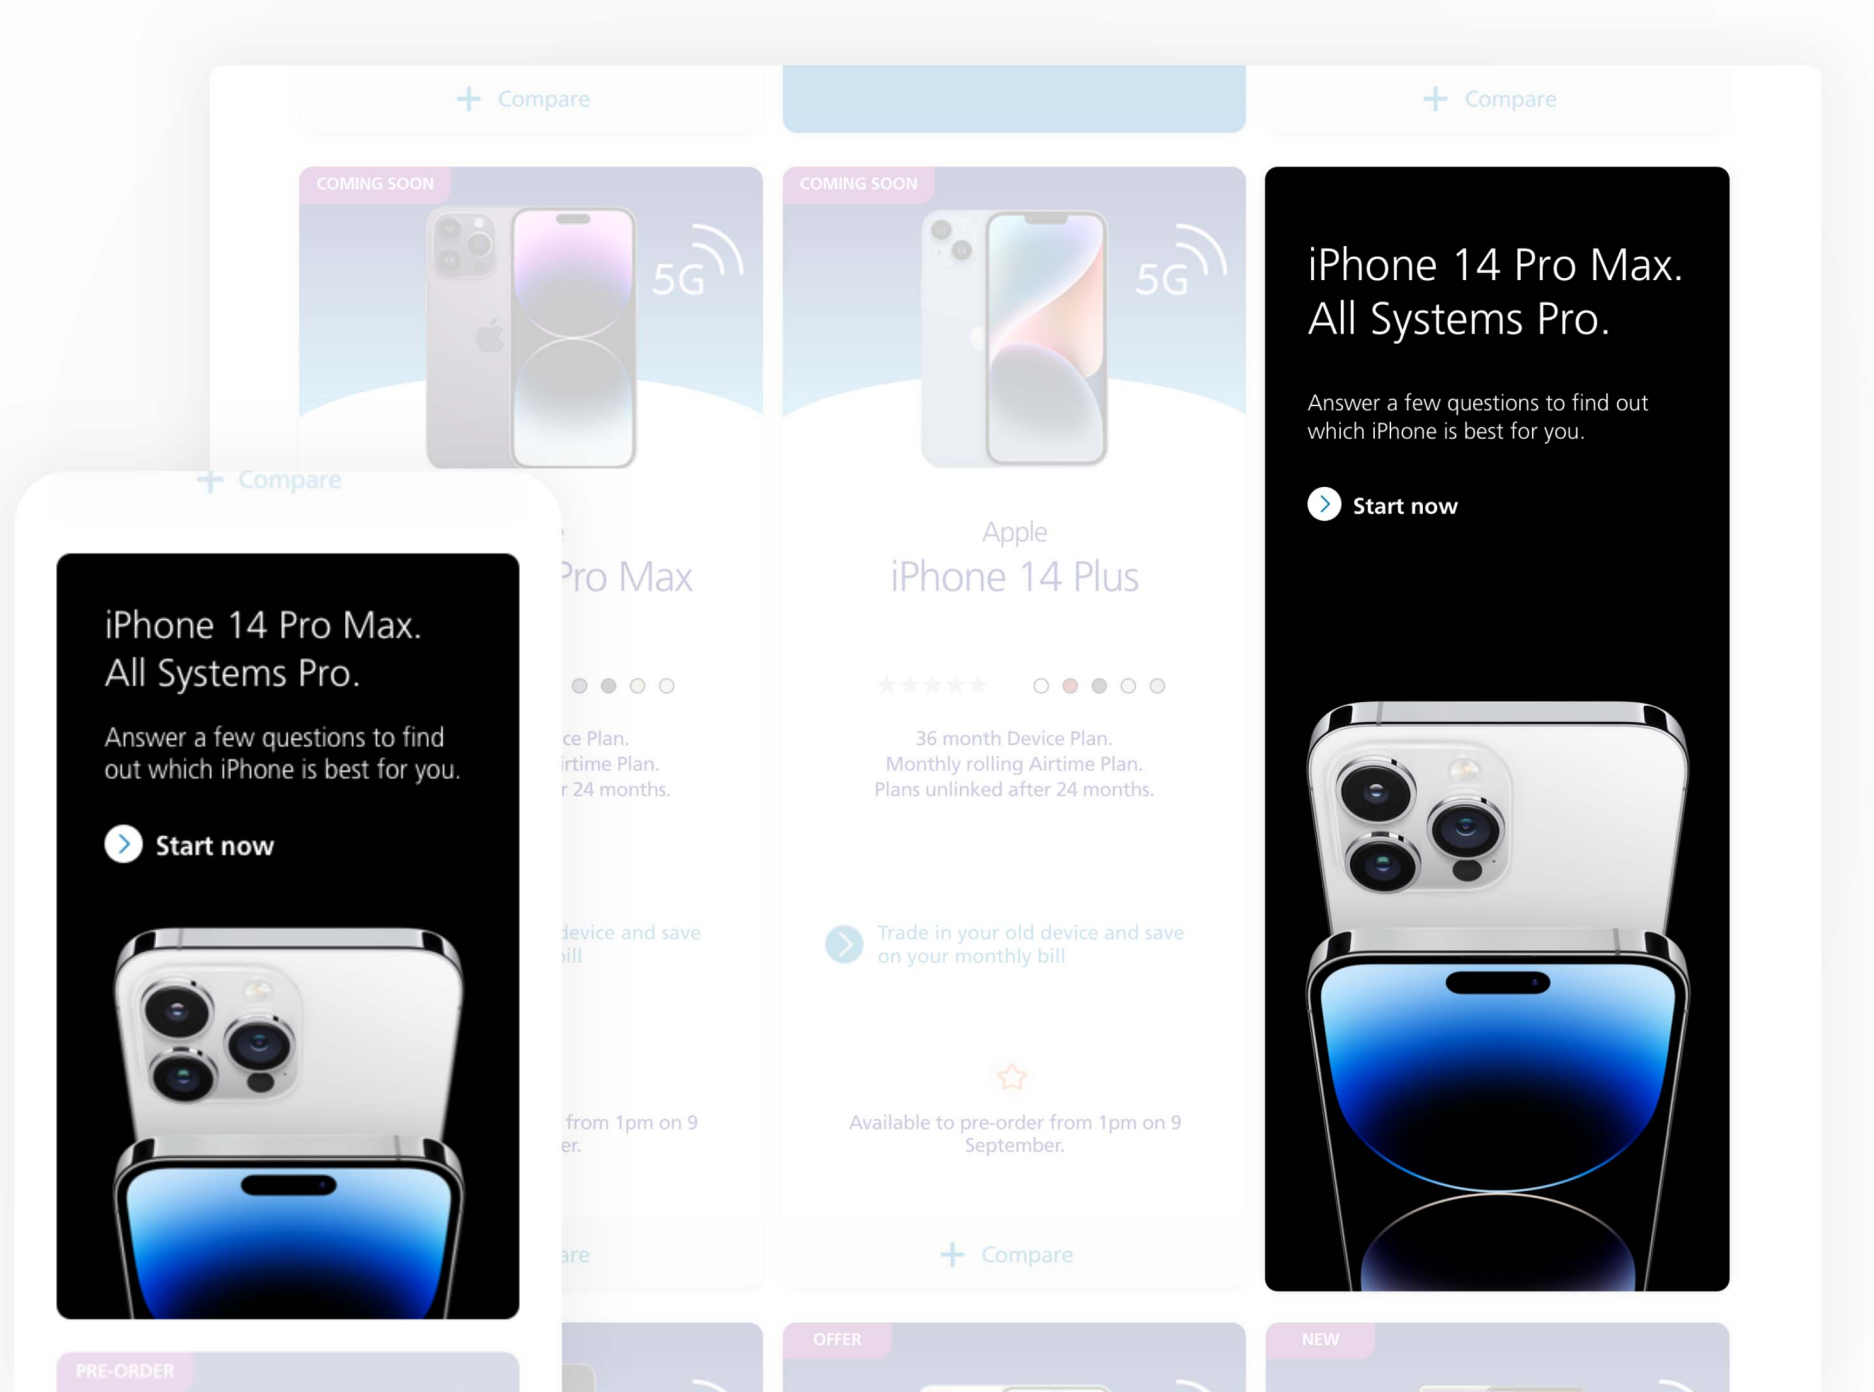 + Compare
+ Compare
COMING SOON
5G
Pro Max
ce Plan.
irtime Plan.
r 24 months.
device and save
ill
from 1pm on 9
er.
are
COMING SOON
5G
Apple
iPhone 14 Plus
36 month Device Plan.
Monthly rolling Airtime Plan.
Plans unlinked after 24 months.
Trade in your old device and save
on your monthly bill
Available to pre-order from 1pm on 9
September.
+ Compare
iPhone 14 Pro Max.
All Systems Pro.
Answer a few questions to find out
which iPhone is best for you.
Start now
+ Compare
iPhone 14 Pro Max.
All Systems Pro.
Answer a few questions to find
out which iPhone is best for you.
Start now
PRE-ORDER
OFFER
NEW